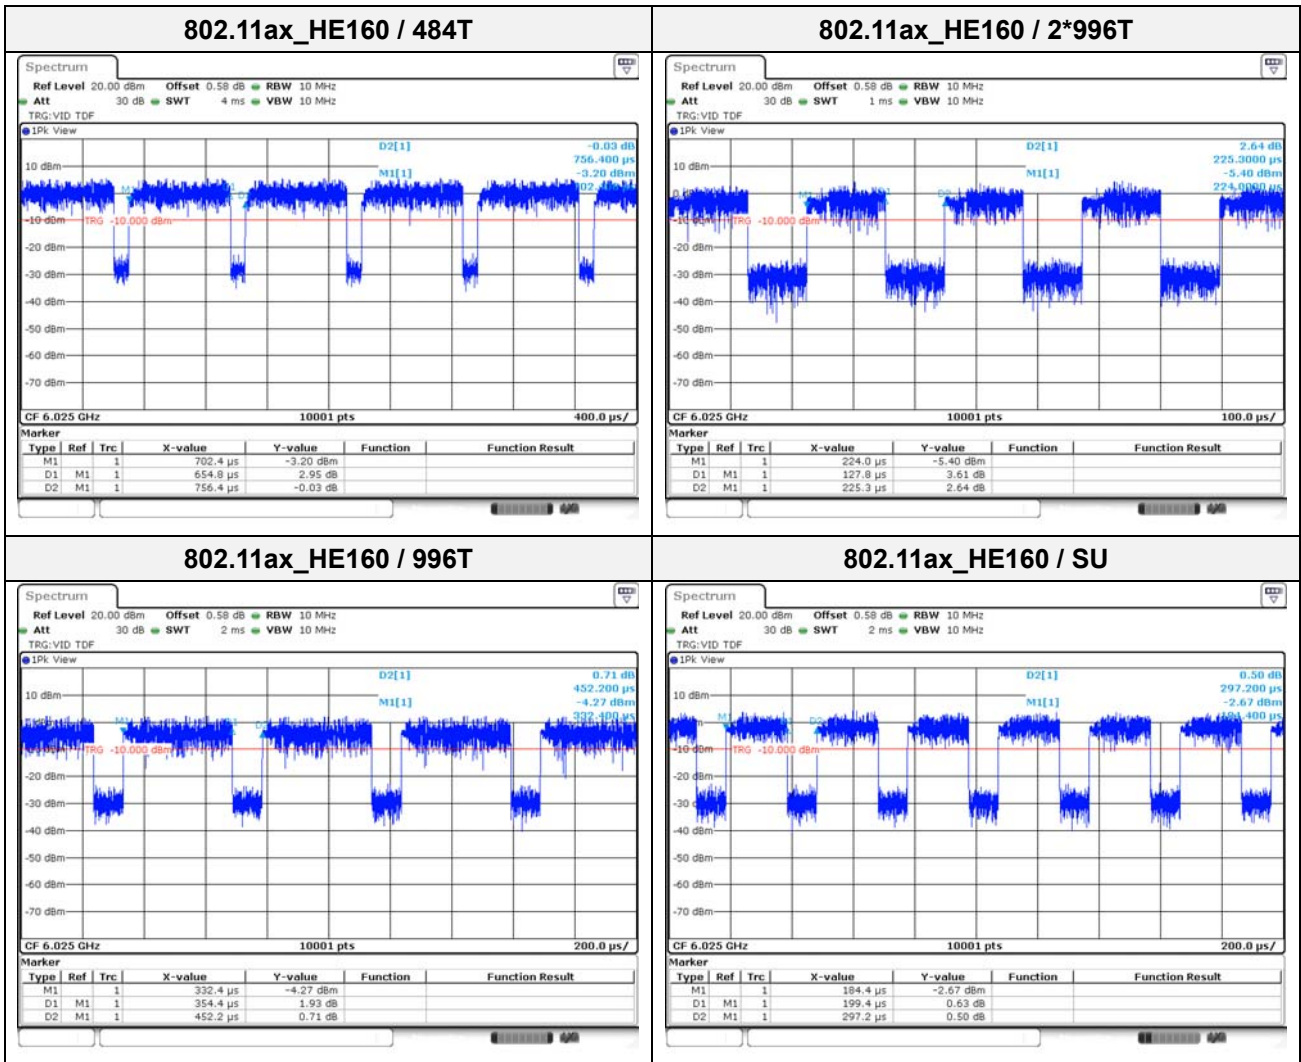 802.11ax_HE160 / 484T
Spectrum
Ref Level 20.00 dBm Offset 0.58 dB RBW 10 MHz
Att 30 dB SWT 4 ms VBW 10 MHz
TRG:VID TDF
1Pk View
D2[1] -0.03 dB
756.400 µs
10 dBm
M1[1] -3.20 dBm
TRG -10.000 dBm
-20 dBm
-30 dBm
-40 dBm
-50 dBm
-60 dBm
-70 dBm
CF 6.025 GHz 10001 pts 400.0 µs/
Marker
Type Ref Trc X-value Y-value Function Function Result
M1 1 702.4 µs -3.20 dBm
D1 M1 1 654.8 µs 2.95 dB
D2 M1 1 756.4 µs -0.03 dB
802.11ax_HE160 / 2*996T
Spectrum
Ref Level 20.00 dBm Offset 0.58 dB RBW 10 MHz
Att 30 dB SWT 1 ms VBW 10 MHz
TRG:VID TDF
1Pk View
D2[1] 2.64 dB
225.3000 µs
10 dBm
M1[1] -5.40 dBm
224.0000 µs
TRG -10.000 dBm
-20 dBm
-30 dBm
-40 dBm
-50 dBm
-60 dBm
-70 dBm
CF 6.025 GHz 10001 pts 100.0 µs/
Marker
Type Ref Trc X-value Y-value Function Function Result
M1 1 224.0 µs -5.40 dBm
D1 M1 1 127.8 µs 3.61 dB
D2 M1 1 225.3 µs 2.64 dB
802.11ax_HE160 / 996T
Spectrum
Ref Level 20.00 dBm Offset 0.58 dB RBW 10 MHz
Att 30 dB SWT 2 ms VBW 10 MHz
TRG:VID TDF
1Pk View
D2[1] 0.71 dB
452.200 µs
10 dBm
M1[1] -4.27 dBm
332.400 µs
TRG -10.000 dBm
-20 dBm
-30 dBm
-40 dBm
-50 dBm
-60 dBm
-70 dBm
CF 6.025 GHz 10001 pts 200.0 µs/
Marker
Type Ref Trc X-value Y-value Function Function Result
M1 1 332.4 µs -4.27 dBm
D1 M1 1 354.4 µs 1.93 dB
D2 M1 1 452.2 µs 0.71 dB
802.11ax_HE160 / SU
Spectrum
Ref Level 20.00 dBm Offset 0.58 dB RBW 10 MHz
Att 30 dB SWT 2 ms VBW 10 MHz
TRG:VID TDF
1Pk View
D2[1] 0.50 dB
297.200 µs
10 dBm
M1[1] -2.67 dBm
184.400 µs
TRG -10.000 dBm
-20 dBm
-40 dBm
-50 dBm
-60 dBm
-70 dBm
CF 6.025 GHz 10001 pts 200.0 µs/
Marker
Type Ref Trc X-value Y-value Function Function Result
M1 1 184.4 µs -2.67 dBm
D1 M1 1 199.4 µs 0.63 dB
D2 M1 1 297.2 µs 0.50 dB